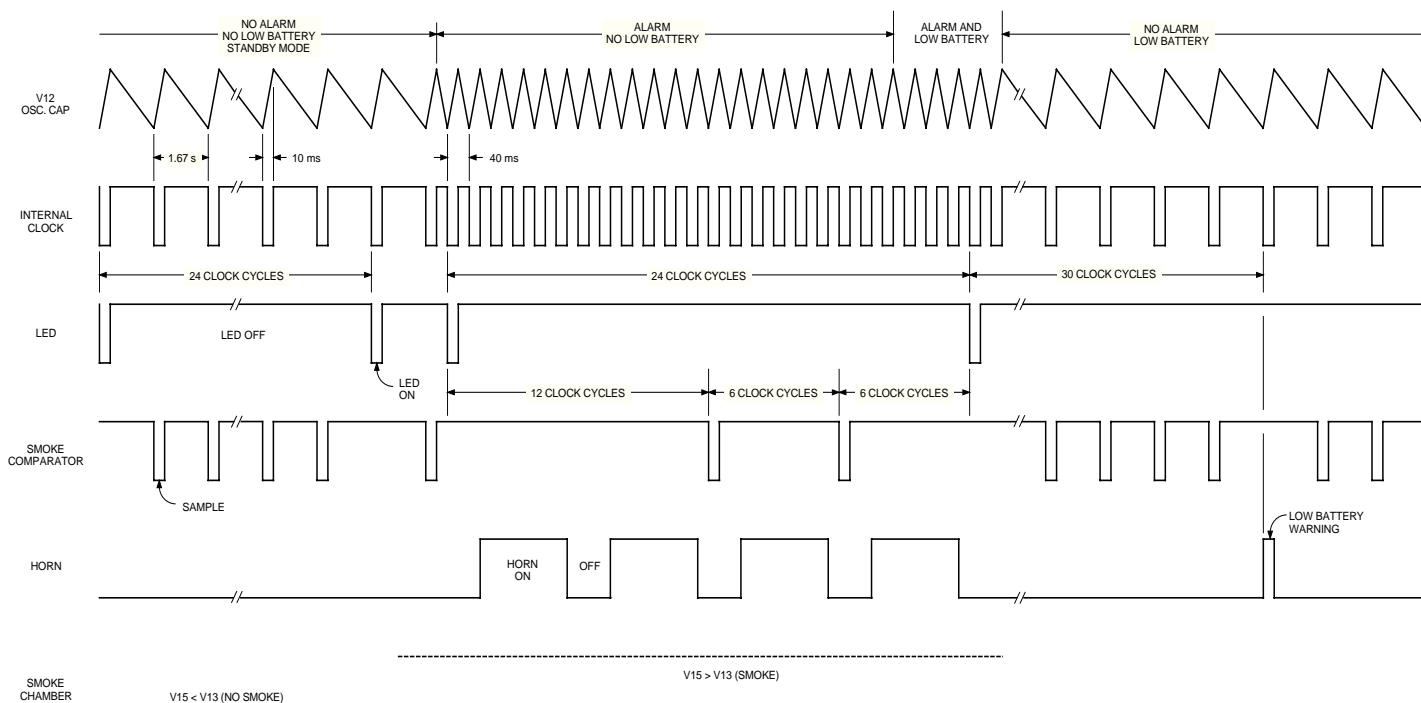 NO ALARM
NO LOW BATTERY
STANDBY MODE
ALARM
NO LOW BATTERY
ALARM AND
LOW BATTERY
NO ALARM
LOW BATTERY
V12
OSC. CAP
1.67 s
10 ms
40 ms
INTERNAL
CLOCK
24 CLOCK CYCLES
24 CLOCK CYCLES
30 CLOCK CYCLES
LED
LED OFF
LED
ON
12 CLOCK CYCLES
6 CLOCK CYCLES
6 CLOCK CYCLES
SMOKE
COMPARATOR
SAMPLE
LOW BATTERY
WARNING
HORN
HORN
ON
OFF
V15 > V13 (SMOKE)
SMOKE
CHAMBER
V15 < V13 (NO SMOKE)